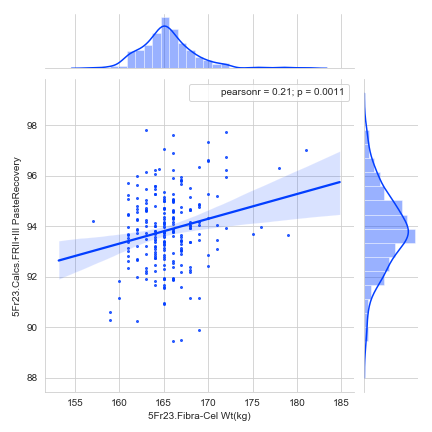 pearsonr = 0.21; p = 0.0011
98
96
94
92
90
88
5Fr23.Calcs.FRII+III PasteRecovery
155 160 165 170 175 180 185
5Fr23.Fibra-Cel Wt(kg)